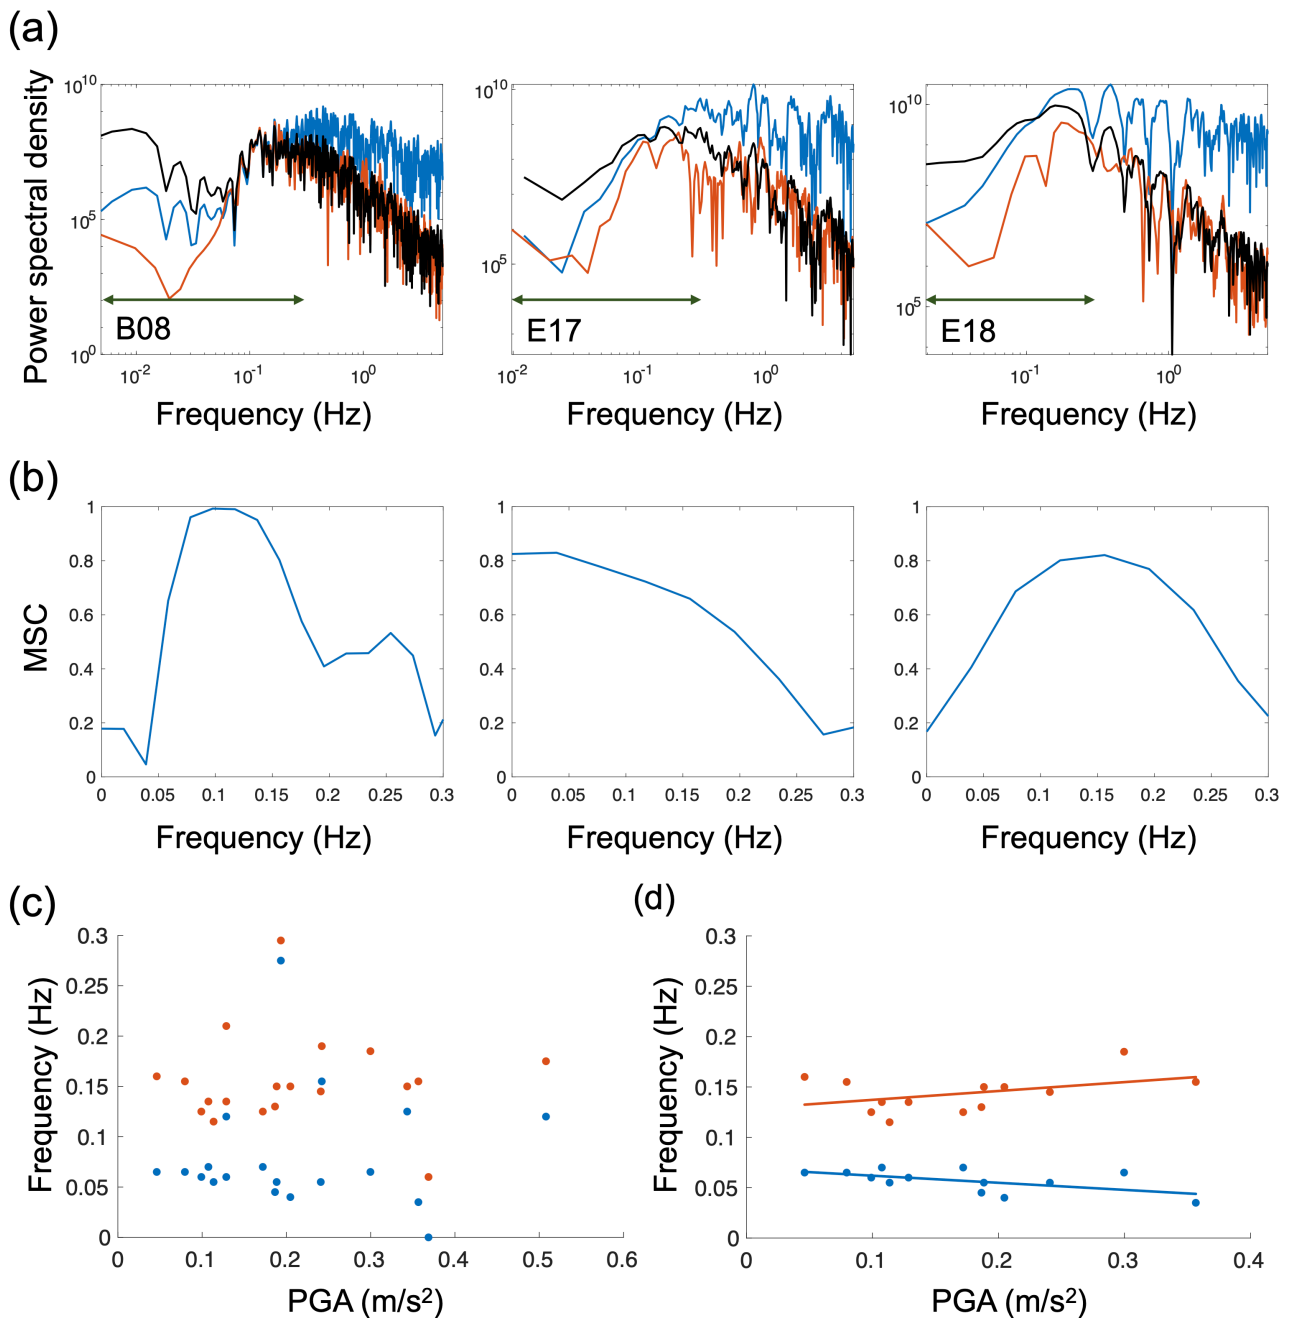 (a)
Power spectral density
10^10
10^5
10^0
10^-2
10^-1
10^0
B08
Frequency (Hz)
10^10
10^5
10^-2
10^-1
10^0
E17
Frequency (Hz)
10^10
10^5
10^-1
10^0
E18
Frequency (Hz)
(b)
MSC
1
0.8
0.6
0.4
0.2
0
0 0.05 0.1 0.15 0.2 0.25 0.3
Frequency (Hz)
1
0.8
0.6
0.4
0.2
0
0 0.05 0.1 0.15 0.2 0.25 0.3
Frequency (Hz)
1
0.8
0.6
0.4
0.2
0
0 0.05 0.1 0.15 0.2 0.25 0.3
Frequency (Hz)
(c)
Frequency (Hz)
0.3
0.25
0.2
0.15
0.1
0.05
0
0 0.1 0.2 0.3 0.4 0.5 0.6
PGA (m/s²)
(d)
Frequency (Hz)
0.3
0.25
0.2
0.15
0.1
0.05
0
0 0.1 0.2 0.3 0.4
PGA (m/s²)